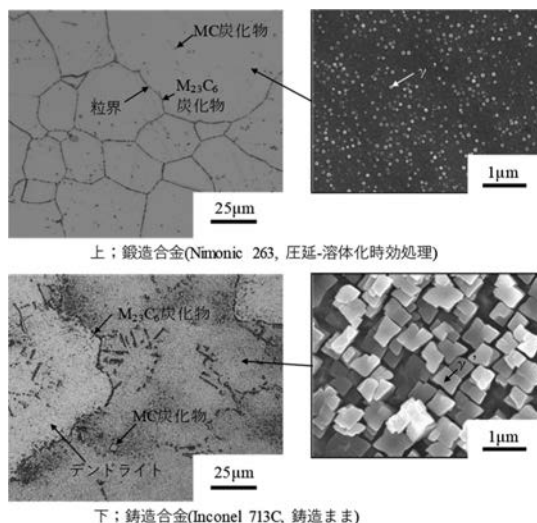 MC炭化物
M₂₃C₆
炭化物
粒界
25μm
γ'
1μm
上；鍛造合金(Nimonic 263, 圧延-溶体化時効処理)
M₂₃C₆炭化物
MC炭化物
デンドライト
25μm
γ'
1μm
下；鋳造合金(Inconel 713C, 鋳造まま)